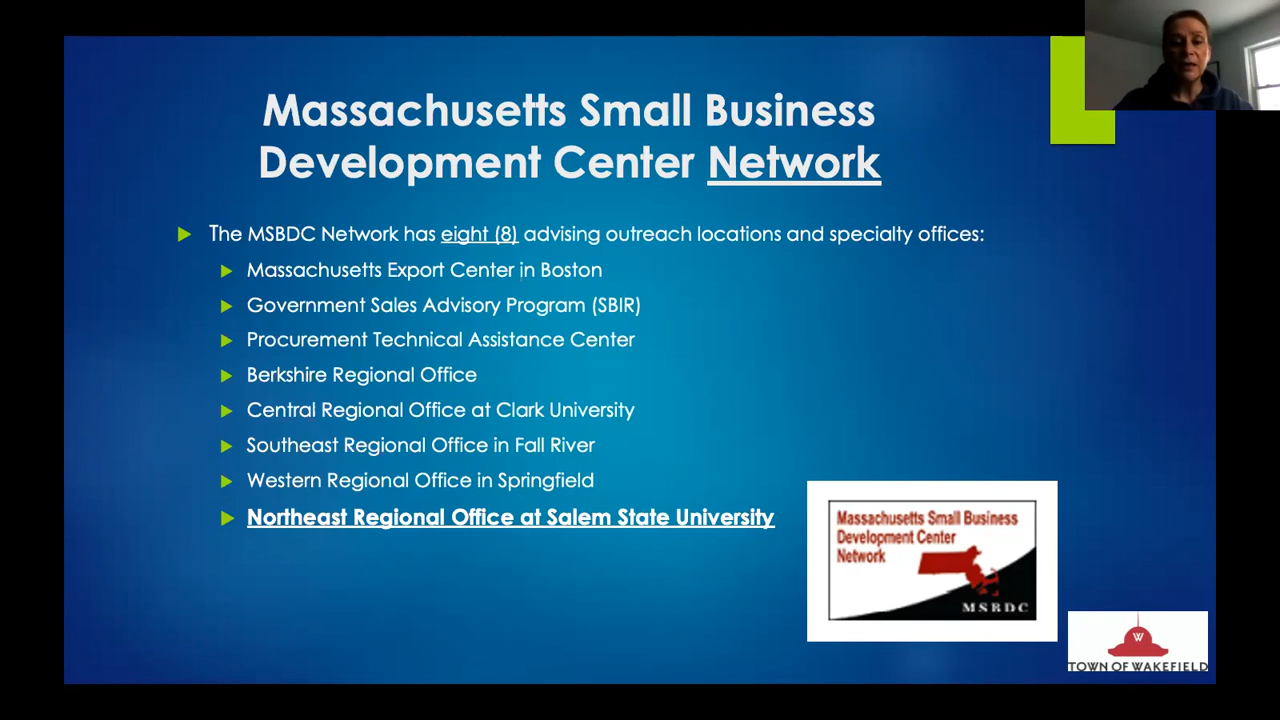 Massachusetts Small Business
Development Center Network
The MSBDC Network has eight (8) advising outreach locations and specialty offices:
Massachusetts Export Center in Boston
Government Sales Advisory Program (SBIR)
Procurement Technical Assistance Center
Berkshire Regional Office
Central Regional Office at Clark University
Southeast Regional Office in Fall River
Western Regional Office in Springfield
Northeast Regional Office at Salem State University
Massachusetts Small Business
Development Center
Network
MSBDC
W
TOWN OF WAKEFIELD